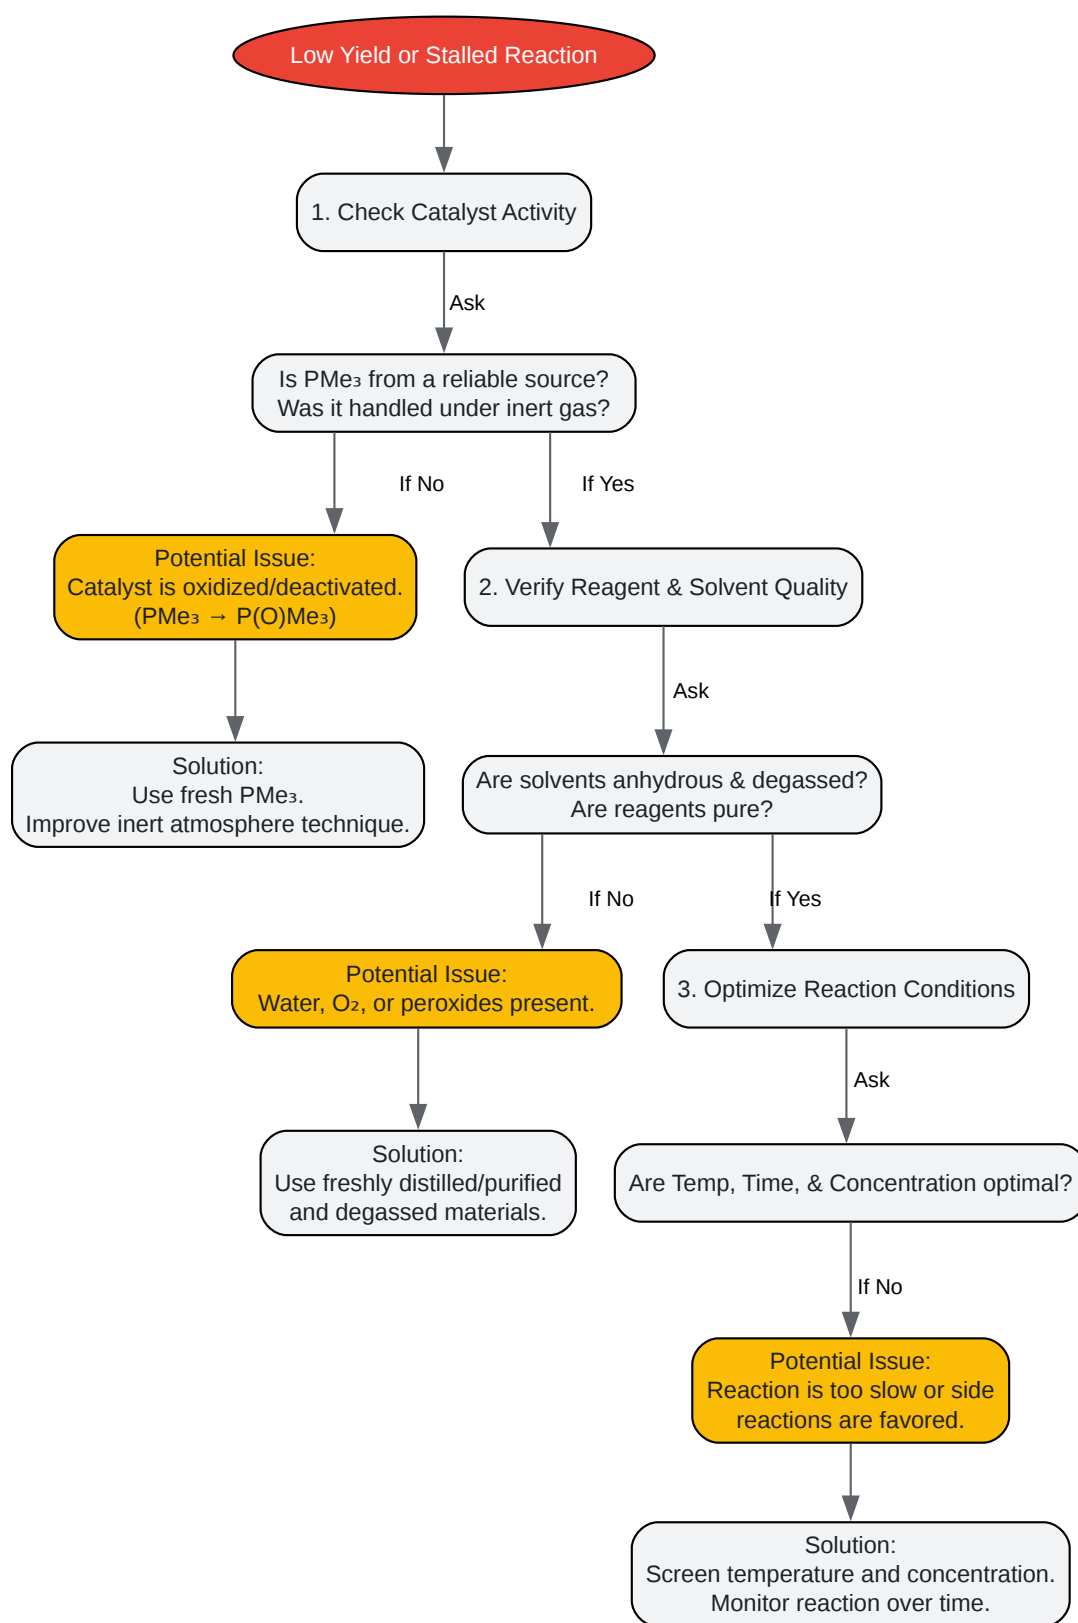 Low Yield or Stalled Reaction
1. Check Catalyst Activity
Ask
Is PMe₃ from a reliable source?
Was it handled under inert gas?
If No
If Yes
Potential Issue:
Catalyst is oxidized/deactivated.
(PMe₃ → P(O)Me₃)
2. Verify Reagent & Solvent Quality
Ask
Solution:
Use fresh PMe₃.
Improve inert atmosphere technique.
Are solvents anhydrous & degassed?
Are reagents pure?
If No
If Yes
Potential Issue:
Water, O₂, or peroxides present.
3. Optimize Reaction Conditions
Ask
Solution:
Use freshly distilled/purified
and degassed materials.
Are Temp, Time, & Concentration optimal?
If No
Potential Issue:
Reaction is too slow or side
reactions are favored.
Solution:
Screen temperature and concentration.
Monitor reaction over time.